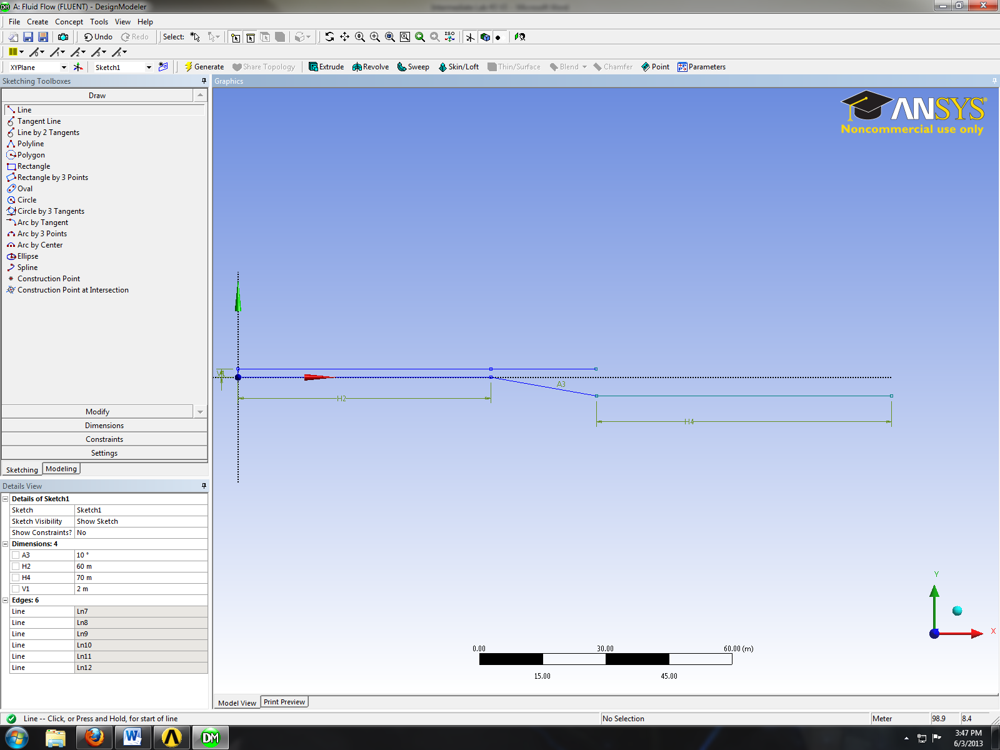 A: Fluid Flow (FLUENT) - DesignModeler
File Create Concept Tools View Help
Undo Redo Select: ISO
XYPlane Sketch1 Generate Share Topology Extrude Revolve Sweep Skin/Loft Thin/Surface Blend Chamfer Point Parameters
Sketching Toolboxes
Draw
Line
Tangent Line
Line by 2 Tangents
Polyline
Polygon
Rectangle
Rectangle by 3 Points
Oval
Circle
Circle by 3 Tangents
Arc by Tangent
Arc by 3 Points
Arc by Center
Ellipse
Spline
Construction Point
Construction Point at Intersection
Modify
Dimensions
Constraints
Settings
Sketching Modeling
Details View
Details of Sketch1
Sketch Sketch1
Sketch Visibility Show Sketch
Show Constraints? No
Dimensions: 4
A3 10 °
H2 60 m
H4 70 m
V1 2 m
Edges: 6
Line Ln7
Line Ln8
Line Ln9
Line Ln10
Line Ln11
Line Ln12
Graphics
ANSYS
Noncommercial use only
V1
A3
H2
H4
Y
X
0.00 30.00 60.00 (m)
15.00 45.00
Model View Print Preview
Line -- Click, or Press and Hold, for start of line No Selection Meter 98.9 8.4
DM
3:47 PM
6/3/2013